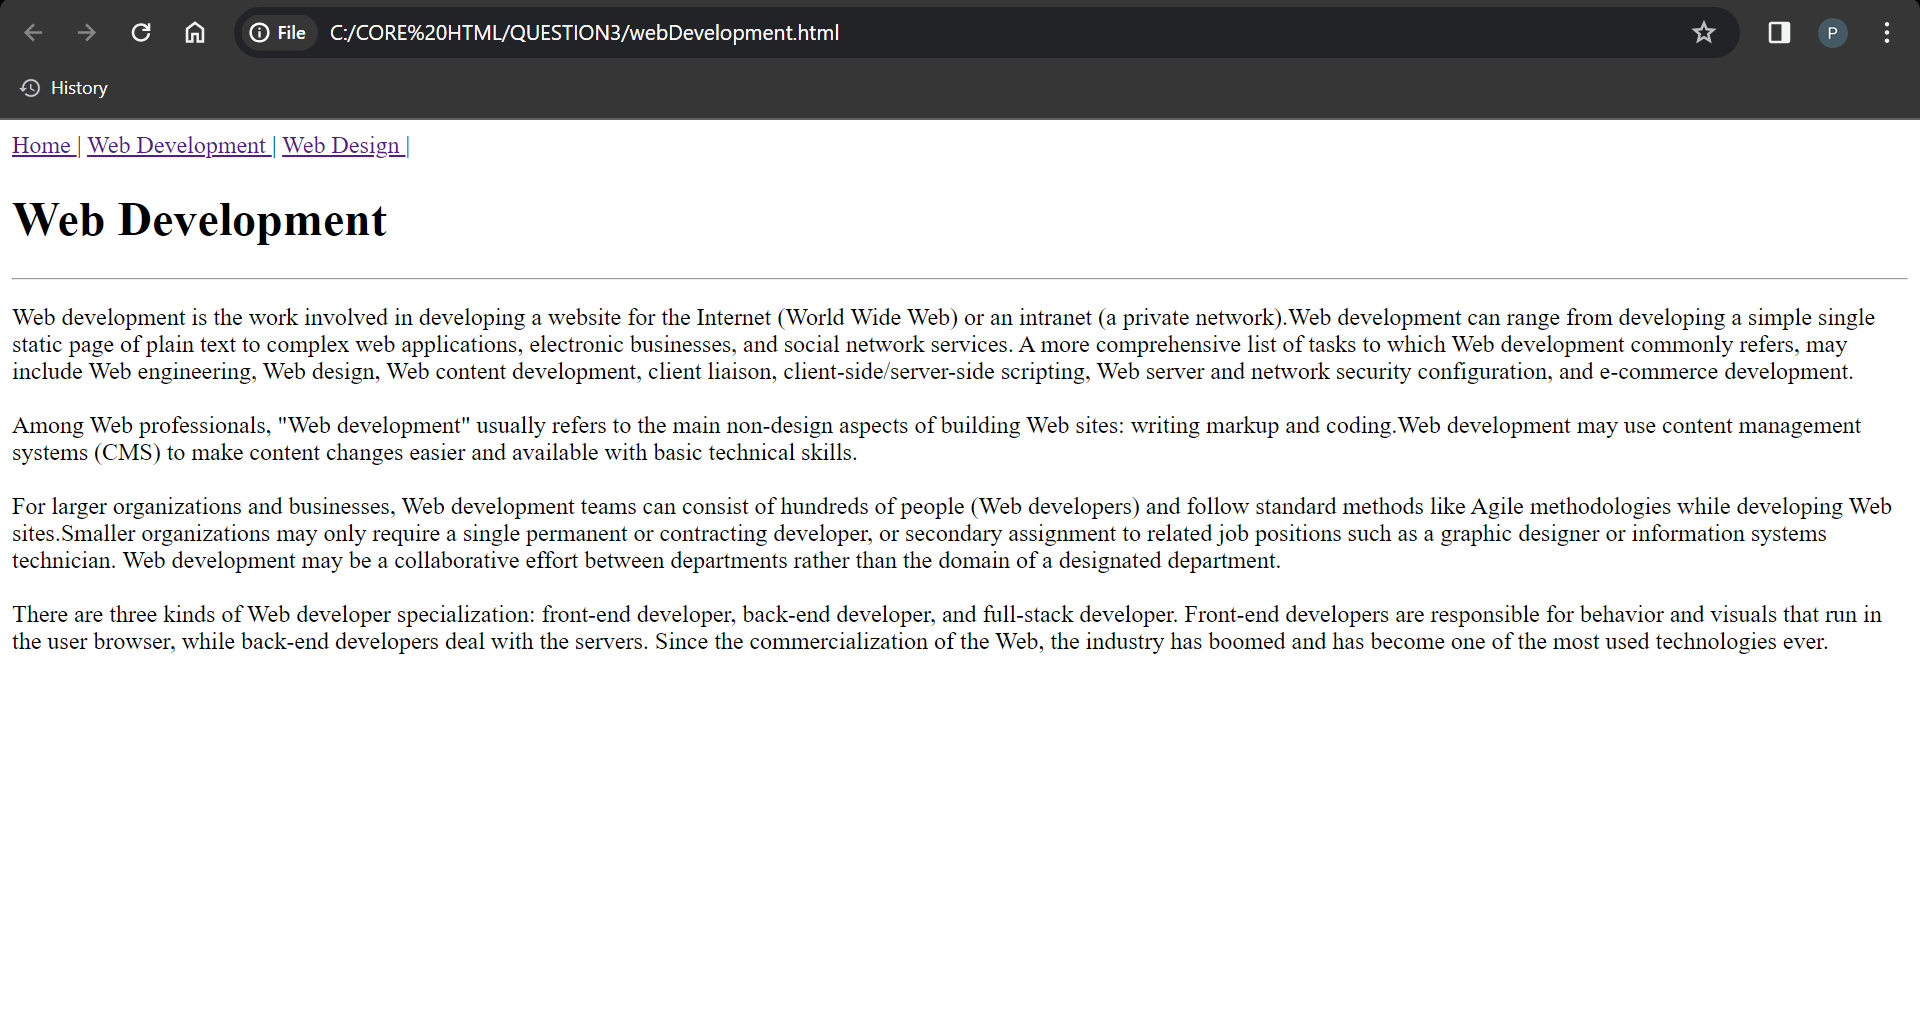 File C:/CORE%20HTML/QUESTION3/webDevelopment.html P
History
Home | Web Development | Web Design |
Web Development
Web development is the work involved in developing a website for the Internet (World Wide Web) or an intranet (a private network).Web development can range from developing a simple single
static page of plain text to complex web applications, electronic businesses, and social network services. A more comprehensive list of tasks to which Web development commonly refers, may
include Web engineering, Web design, Web content development, client liaison, client-side/server-side scripting, Web server and network security configuration, and e-commerce development.
Among Web professionals, "Web development" usually refers to the main non-design aspects of building Web sites: writing markup and coding.Web development may use content management
systems (CMS) to make content changes easier and available with basic technical skills.
For larger organizations and businesses, Web development teams can consist of hundreds of people (Web developers) and follow standard methods like Agile methodologies while developing Web
sites.Smaller organizations may only require a single permanent or contracting developer, or secondary assignment to related job positions such as a graphic designer or information systems
technician. Web development may be a collaborative effort between departments rather than the domain of a designated department.
There are three kinds of Web developer specialization: front-end developer, back-end developer, and full-stack developer. Front-end developers are responsible for behavior and visuals that run in
the user browser, while back-end developers deal with the servers. Since the commercialization of the Web, the industry has boomed and has become one of the most used technologies ever.